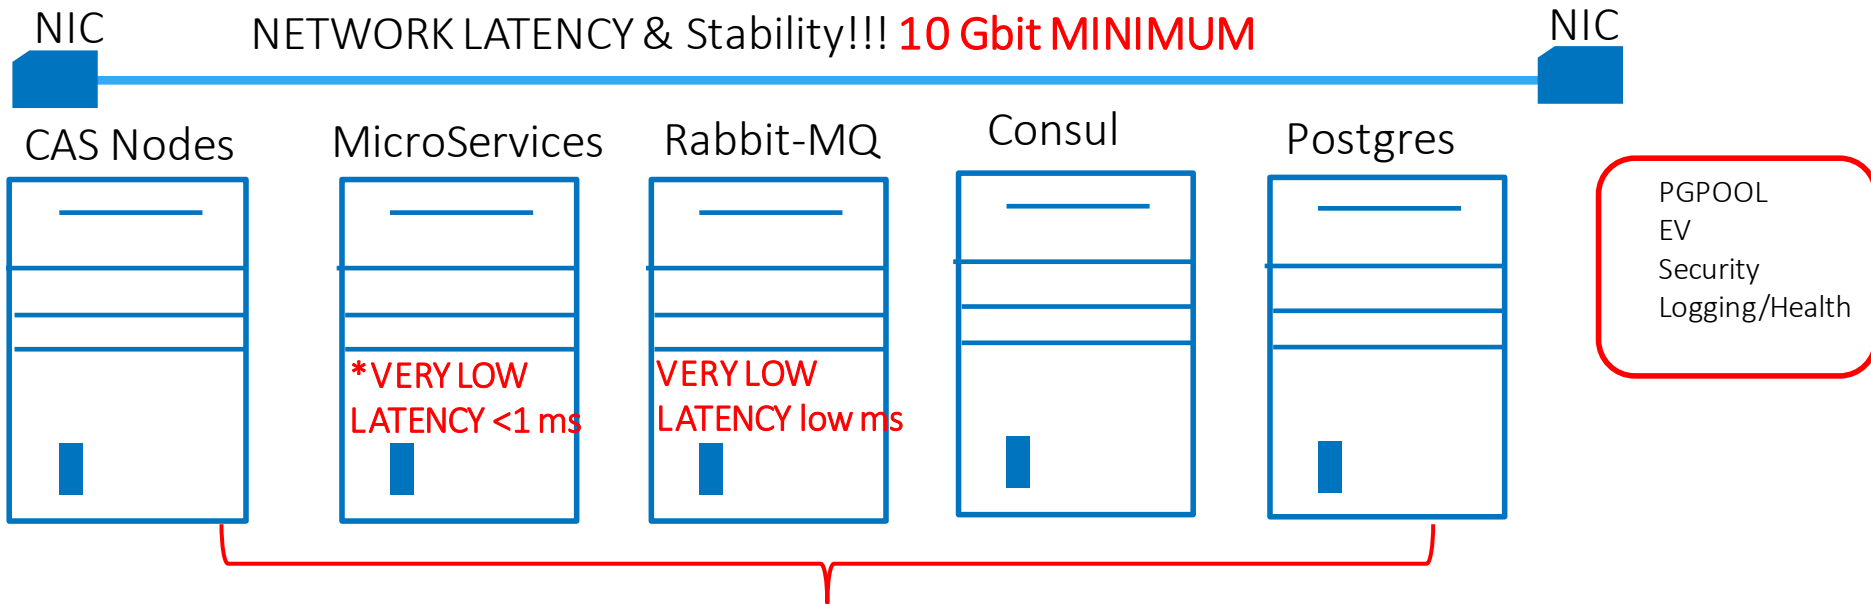 NIC
NETWORK LATENCY & Stability!!! 10 Gbit MINIMUM
NIC
CAS Nodes
MicroServices
Rabbit-MQ
Consul
Postgres
*VERY LOW
LATENCY <1 ms
VERY LOW
LATENCY low ms
PGPOOL
EV
Security
Logging/Health